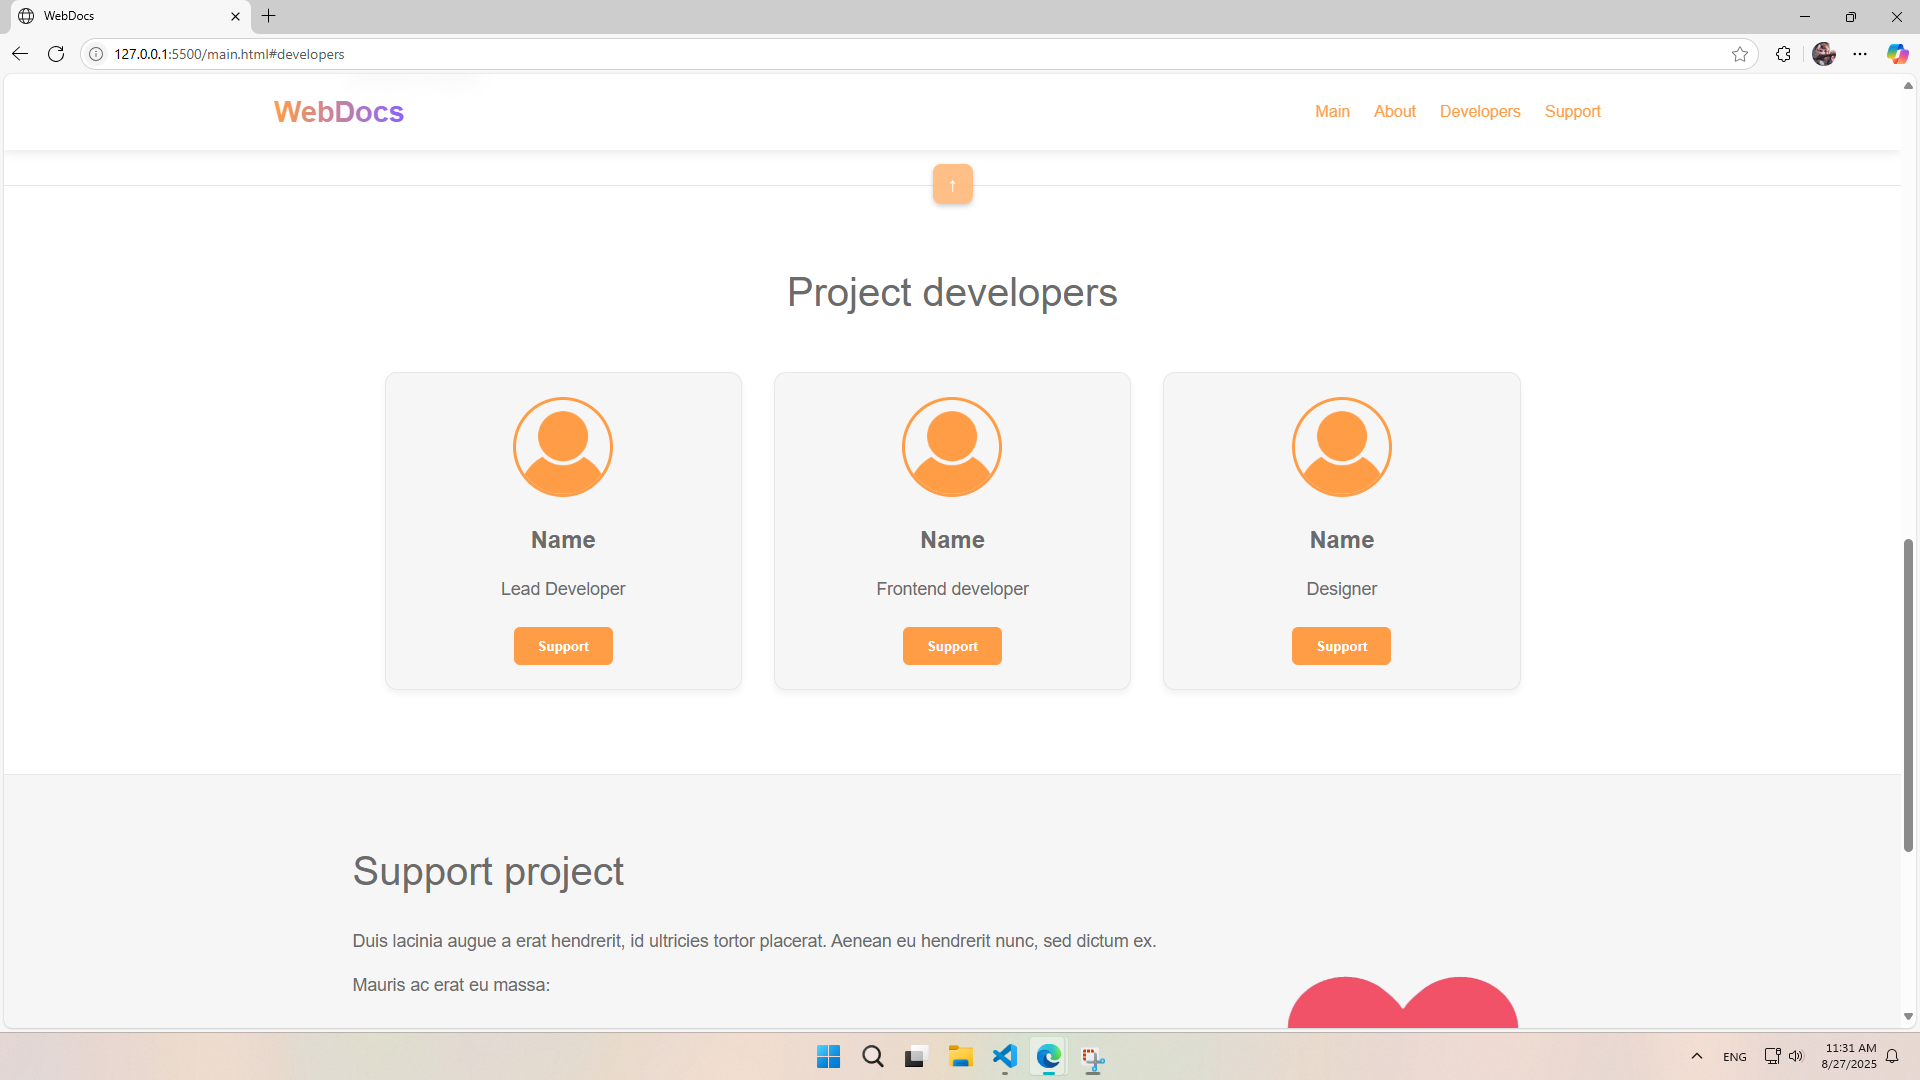 WebDocs
127.0.0.1:5500/main.html#developers
WebDocs
Main About Developers Support
↑
Project developers
Name Name Name
Lead Developer Frontend developer Designer
Support Support Support
Support project
Duis lacinia augue a erat hendrerit, id ultricies tortor placerat. Aenean eu hendrerit nunc, sed dictum ex.
Mauris ac erat eu massa:
ENG
11:31 AM
8/27/2025